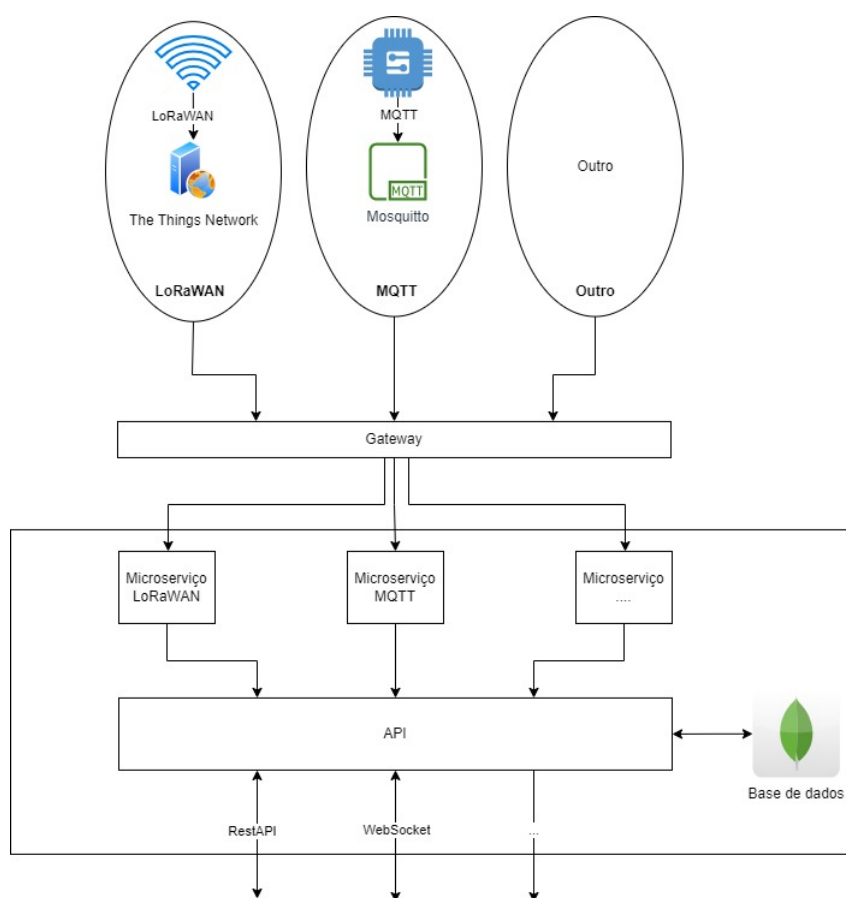 LoRaWAN
MQTT
The Things Network
MQTT
Mosquitto
Outro
LoRaWAN
MQTT
Outro
Gateway
Microserviço
LoRaWAN
Microserviço
MQTT
Microserviço
....
API
Base de dados
RestAPI
WebSocket
...